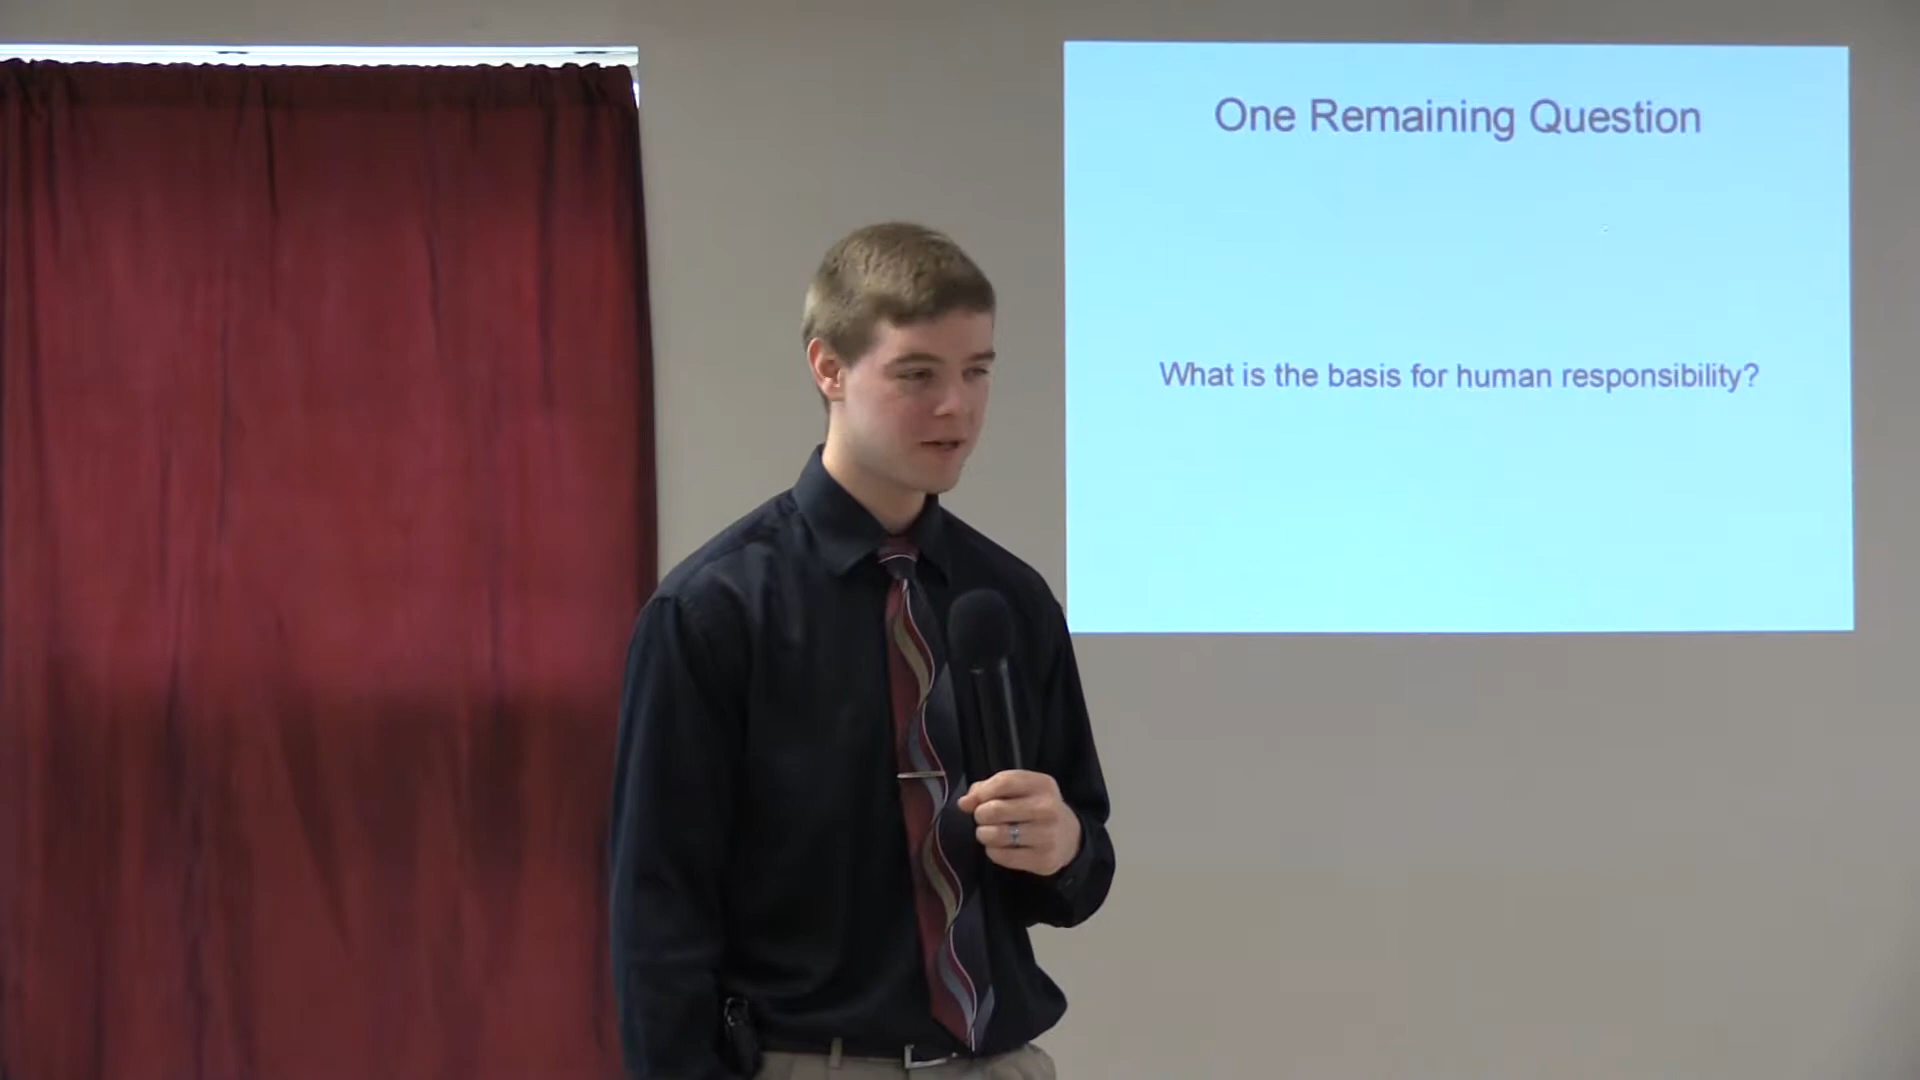 One Remaining Question
What is the basis for human responsibility?